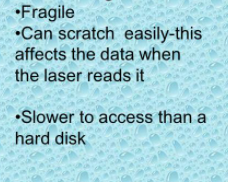 •Fragile
•Can scratch easily-this
affects the data when
the laser reads it
•Slower to access than a
hard disk